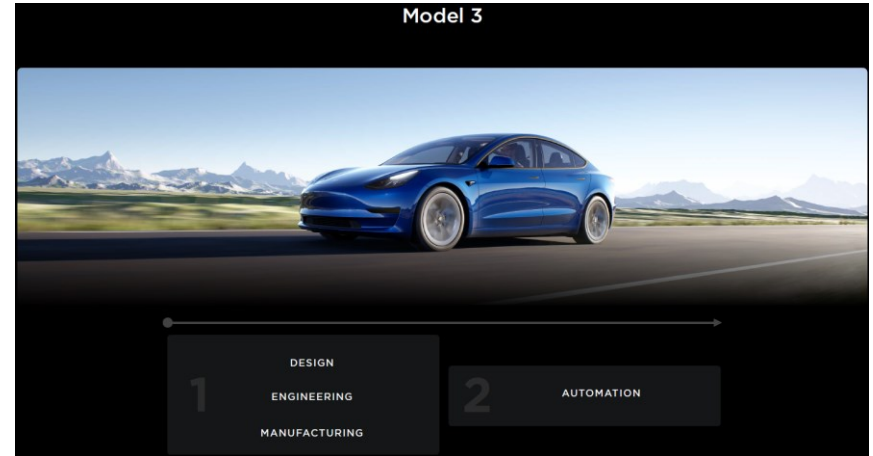 Model 3
1
DESIGN
ENGINEERING
MANUFACTURING
2
AUTOMATION